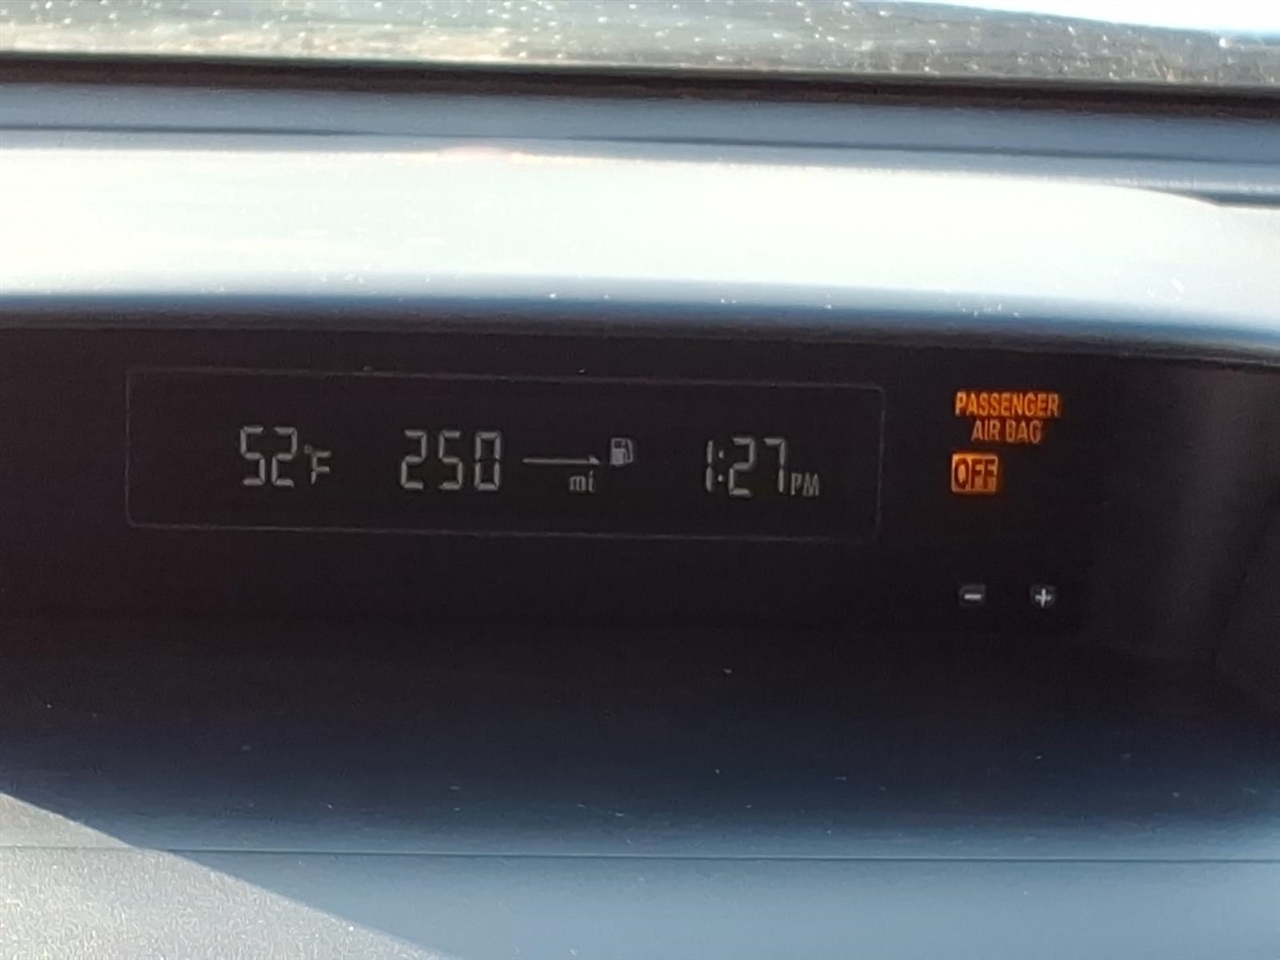 52°F 250 mi 1:27 PM
PASSENGER
AIR BAG
OFF
- +